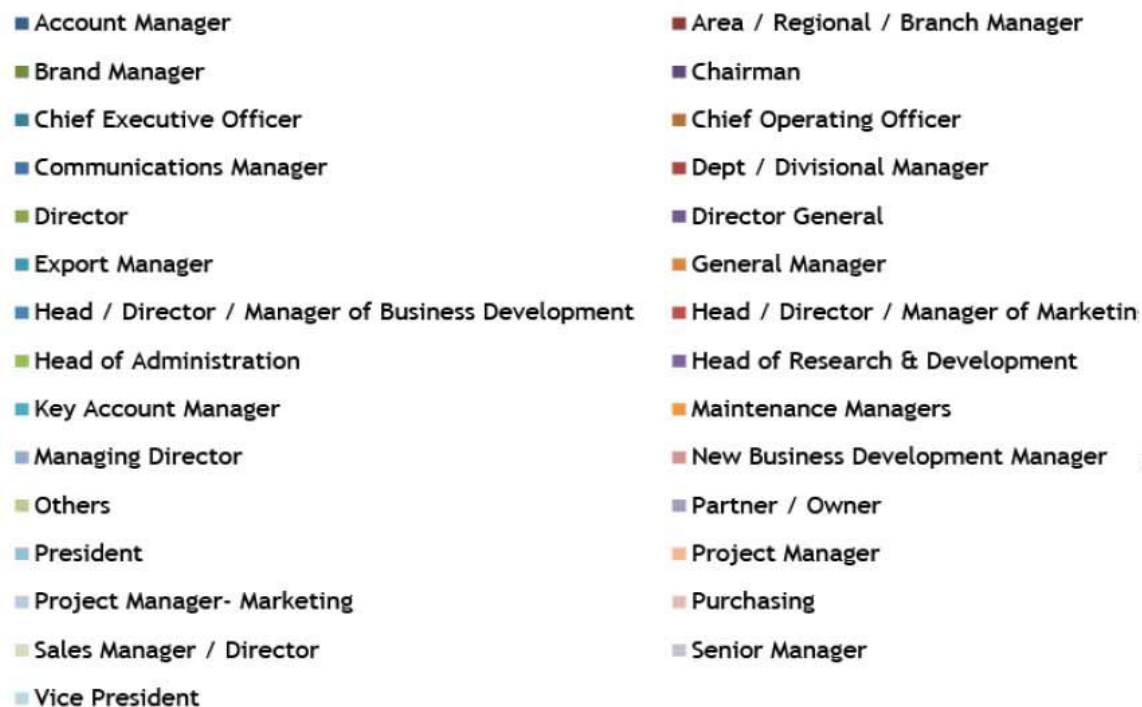 Account Manager
Area / Regional / Branch Manager
Brand Manager
Chairman
Chief Executive Officer
Chief Operating Officer
Communications Manager
Dept / Divisional Manager
Director
Director General
Export Manager
General Manager
Head / Director / Manager of Business Development
Head / Director / Manager of Marketin
Head of Administration
Head of Research & Development
Key Account Manager
Maintenance Managers
Managing Director
New Business Development Manager
Others
Partner / Owner
President
Project Manager
Project Manager- Marketing
Purchasing
Sales Manager / Director
Senior Manager
Vice President